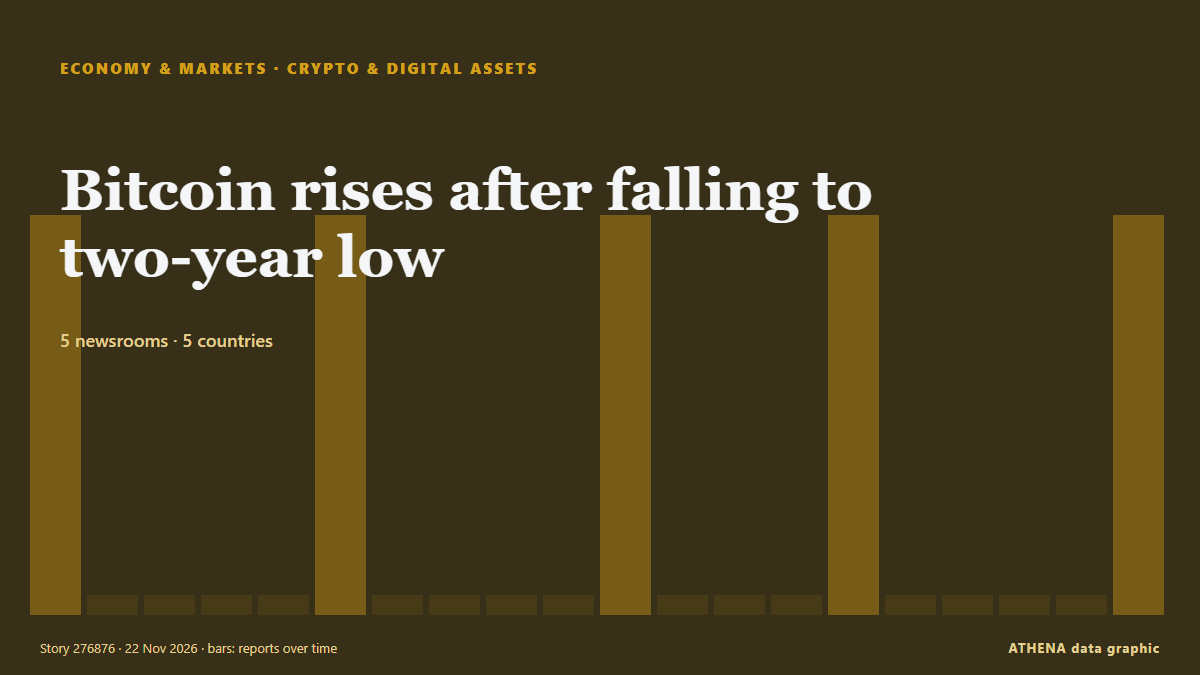 ECONOMY & MARKETS · CRYPTO & DIGITAL ASSETS
Bitcoin rises after falling to
two-year low
5 newsrooms · 5 countries
Story 276876 · 22 Nov 2026 · bars: reports over time
ATHENA data graphic